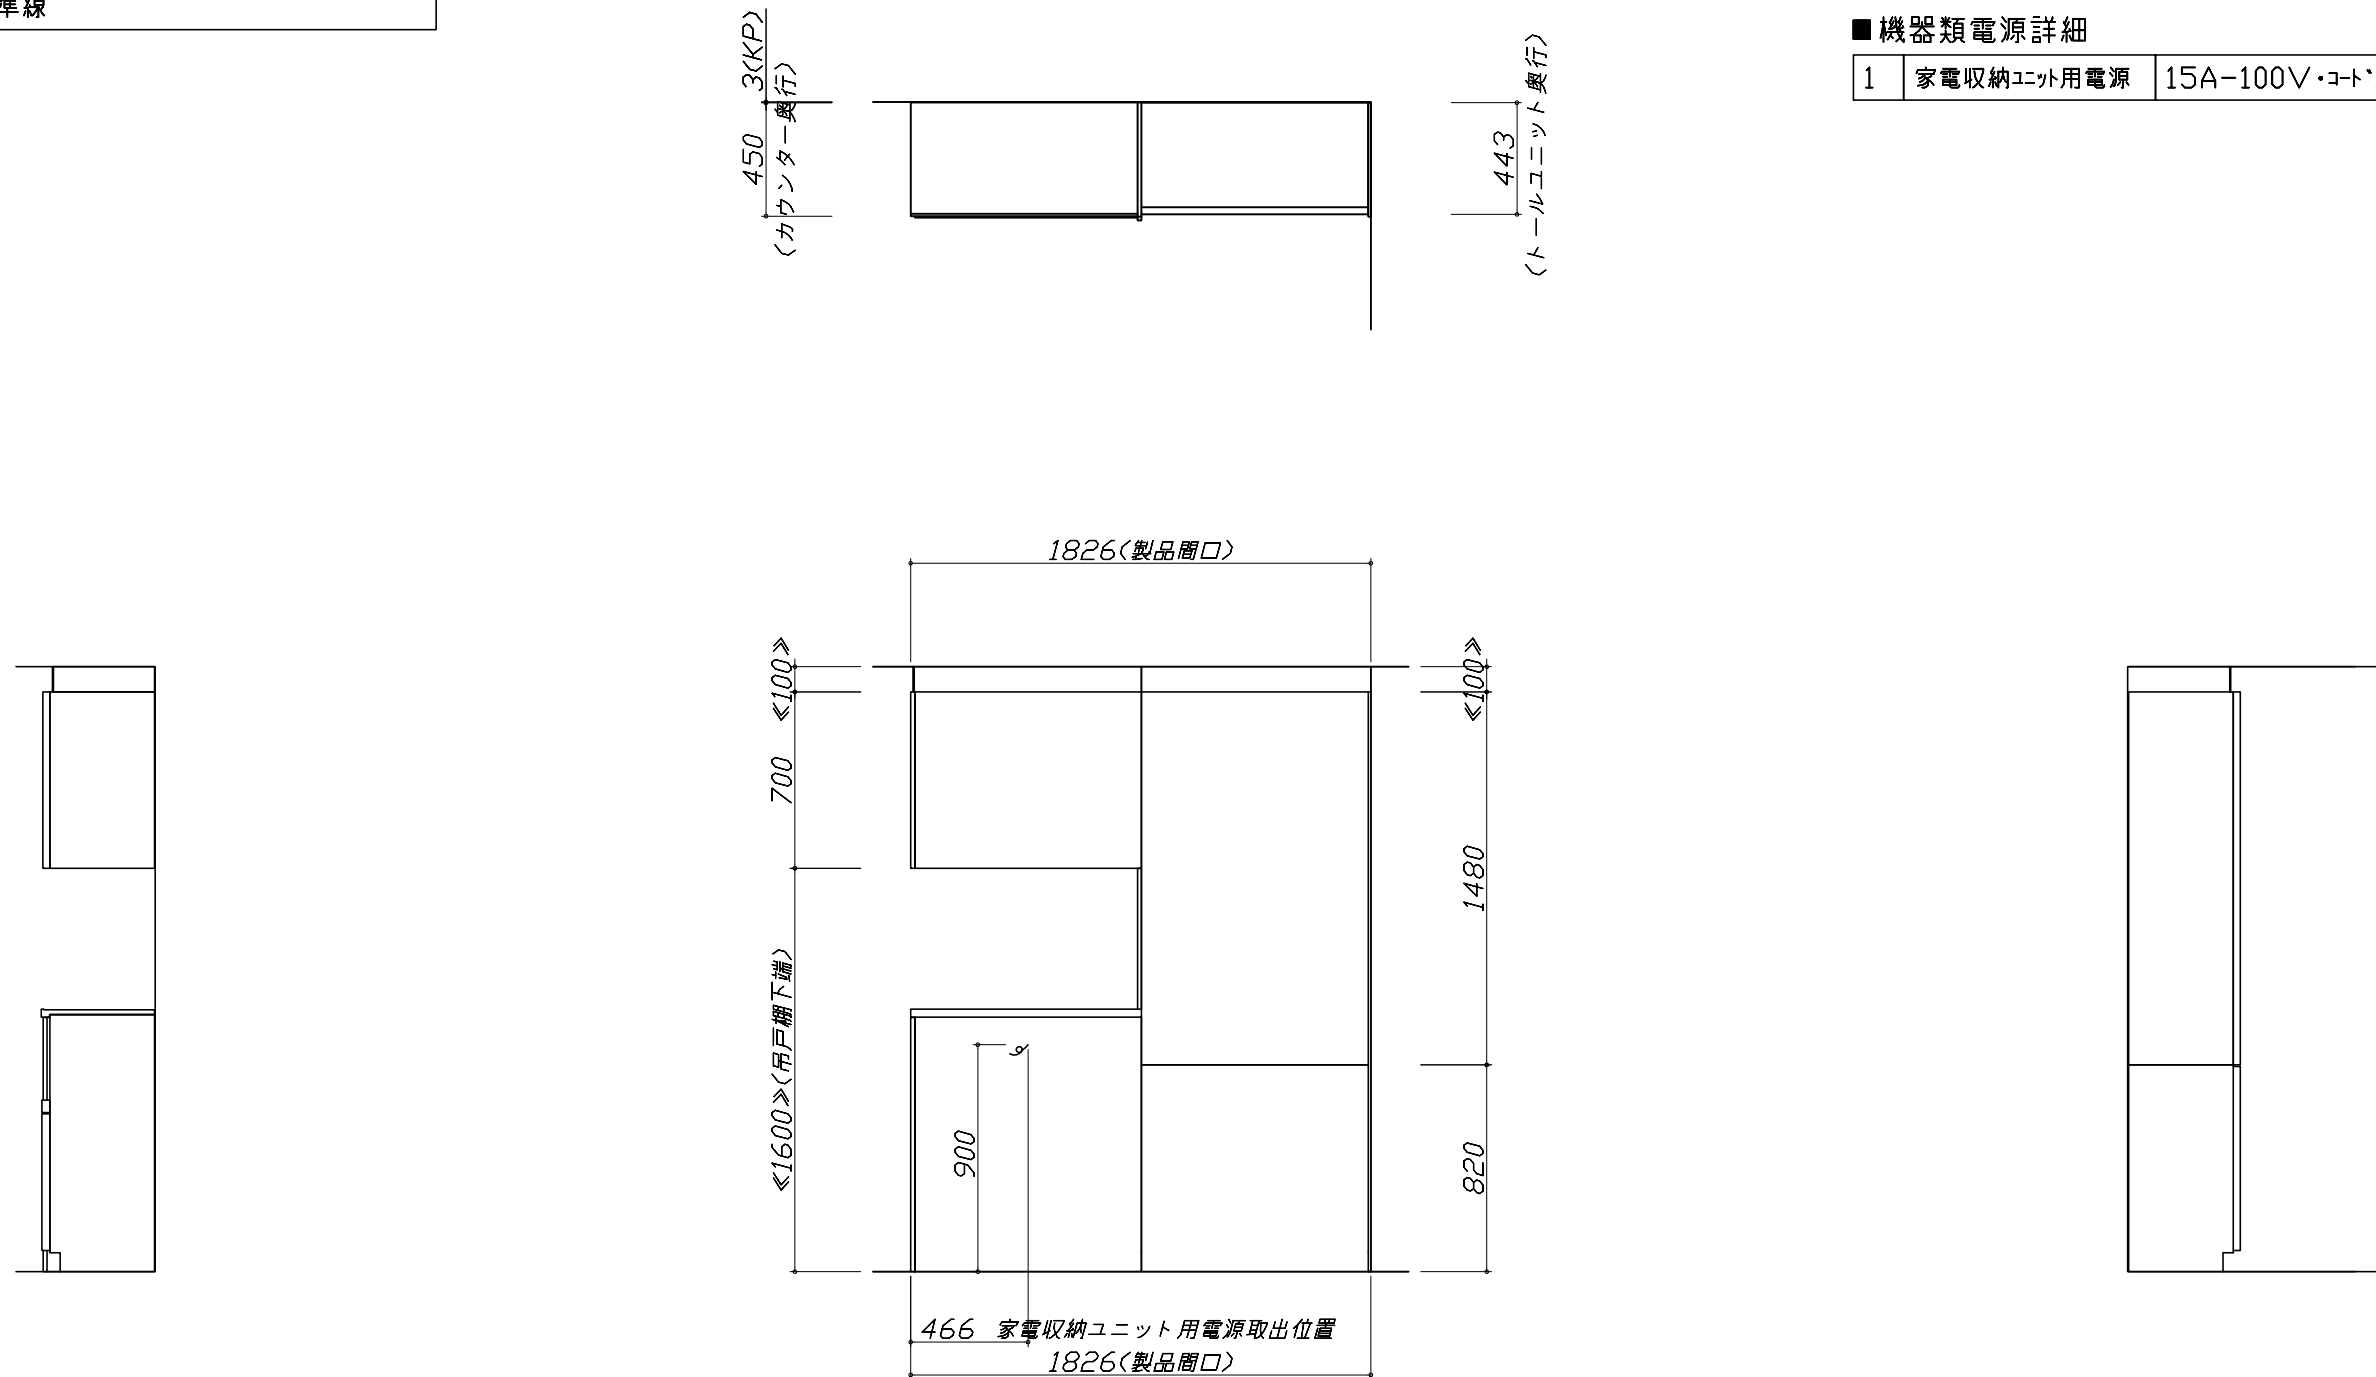 準線
■機器類電源詳細
1 家電収納ユニット用電源 15A-100V・コード
3(KP)
450
(カウンター奥行)
443
(トールユニット奥行)
1826(製品間口)
≪100≫
≪100≫
700
1480
≪1600≫(吊戸棚下端)
900
820
466 家電収納ユニット用電源取出位置
1826(製品間口)